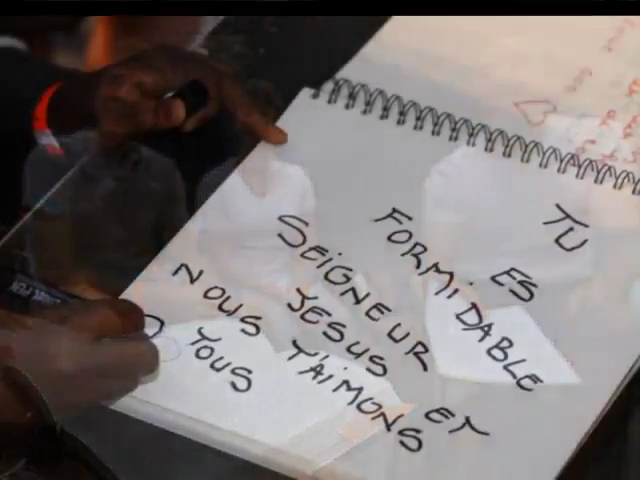 TU
ES
FORMiDABLE
SEiGNEUR
JESUS ET
NOUS T'AiMONS
TOUS